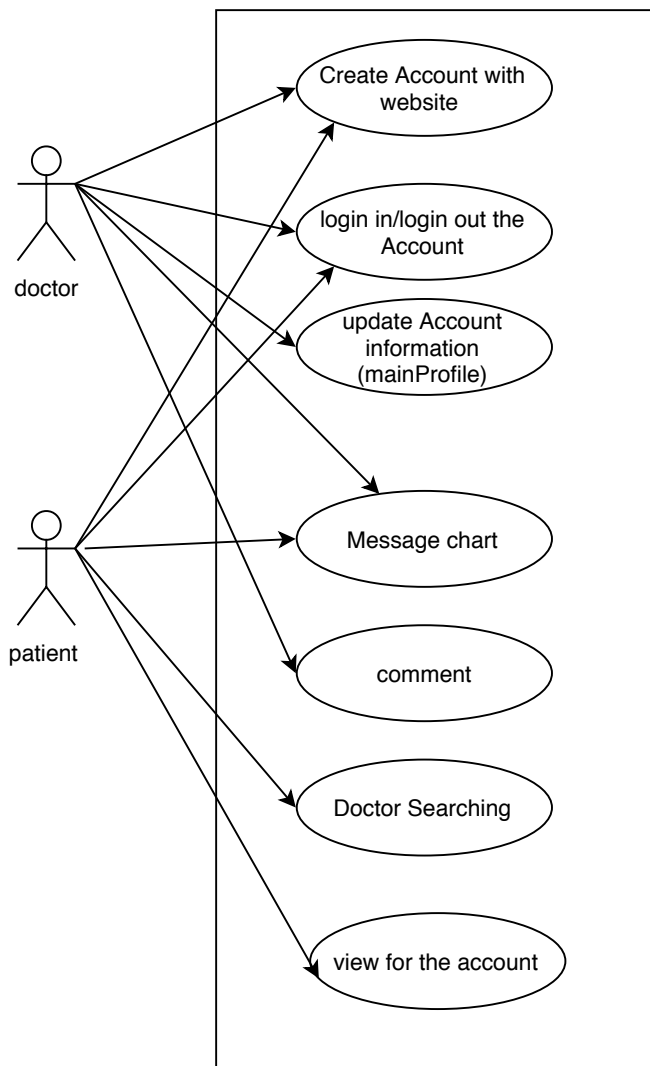 Create Account with
website
login in/login out the
Account
doctor
update Account
information
(mainProfile)
Message chart
patient
comment
Doctor Searching
view for the account